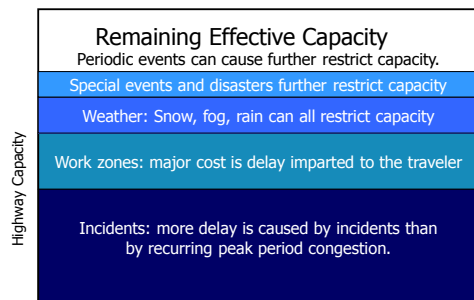 Remaining Effective Capacity
Periodic events can cause further restrict capacity.
Special events and disasters further restrict capacity
Weather: Snow, fog, rain can all restrict capacity
Work zones: major cost is delay imparted to the traveler
Incidents: more delay is caused by incidents than
by recurring peak period congestion.
Highway Capacity